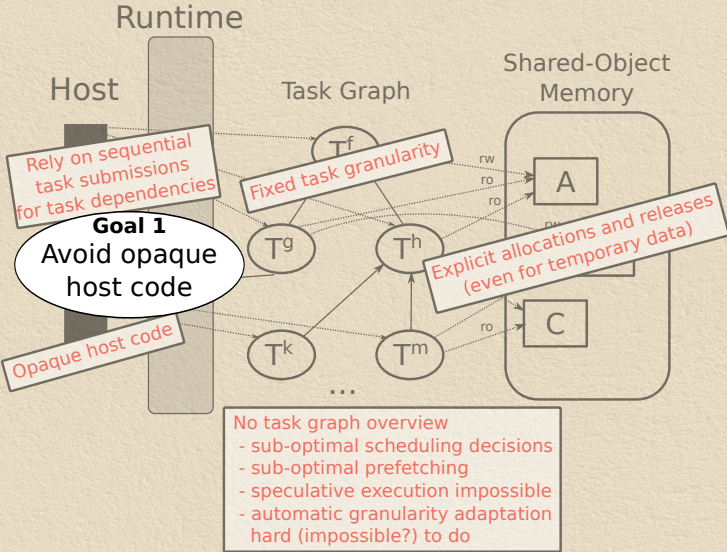 Runtime
Host
Task Graph
Shared-Object
Memory
Rely on sequential
task submissions
for task dependencies
Fixed task granularity
T^f
rw
ro
ro
A
Goal 1
Avoid opaque
host code
T^g
T^h
Explicit allocations and releases
(even for temporary data)
Opaque host code
T^k
T^m
ro
C
...
No task graph overview
- sub-optimal scheduling decisions
- sub-optimal prefetching
- speculative execution impossible
- automatic granularity adaptation
hard (impossible?) to do